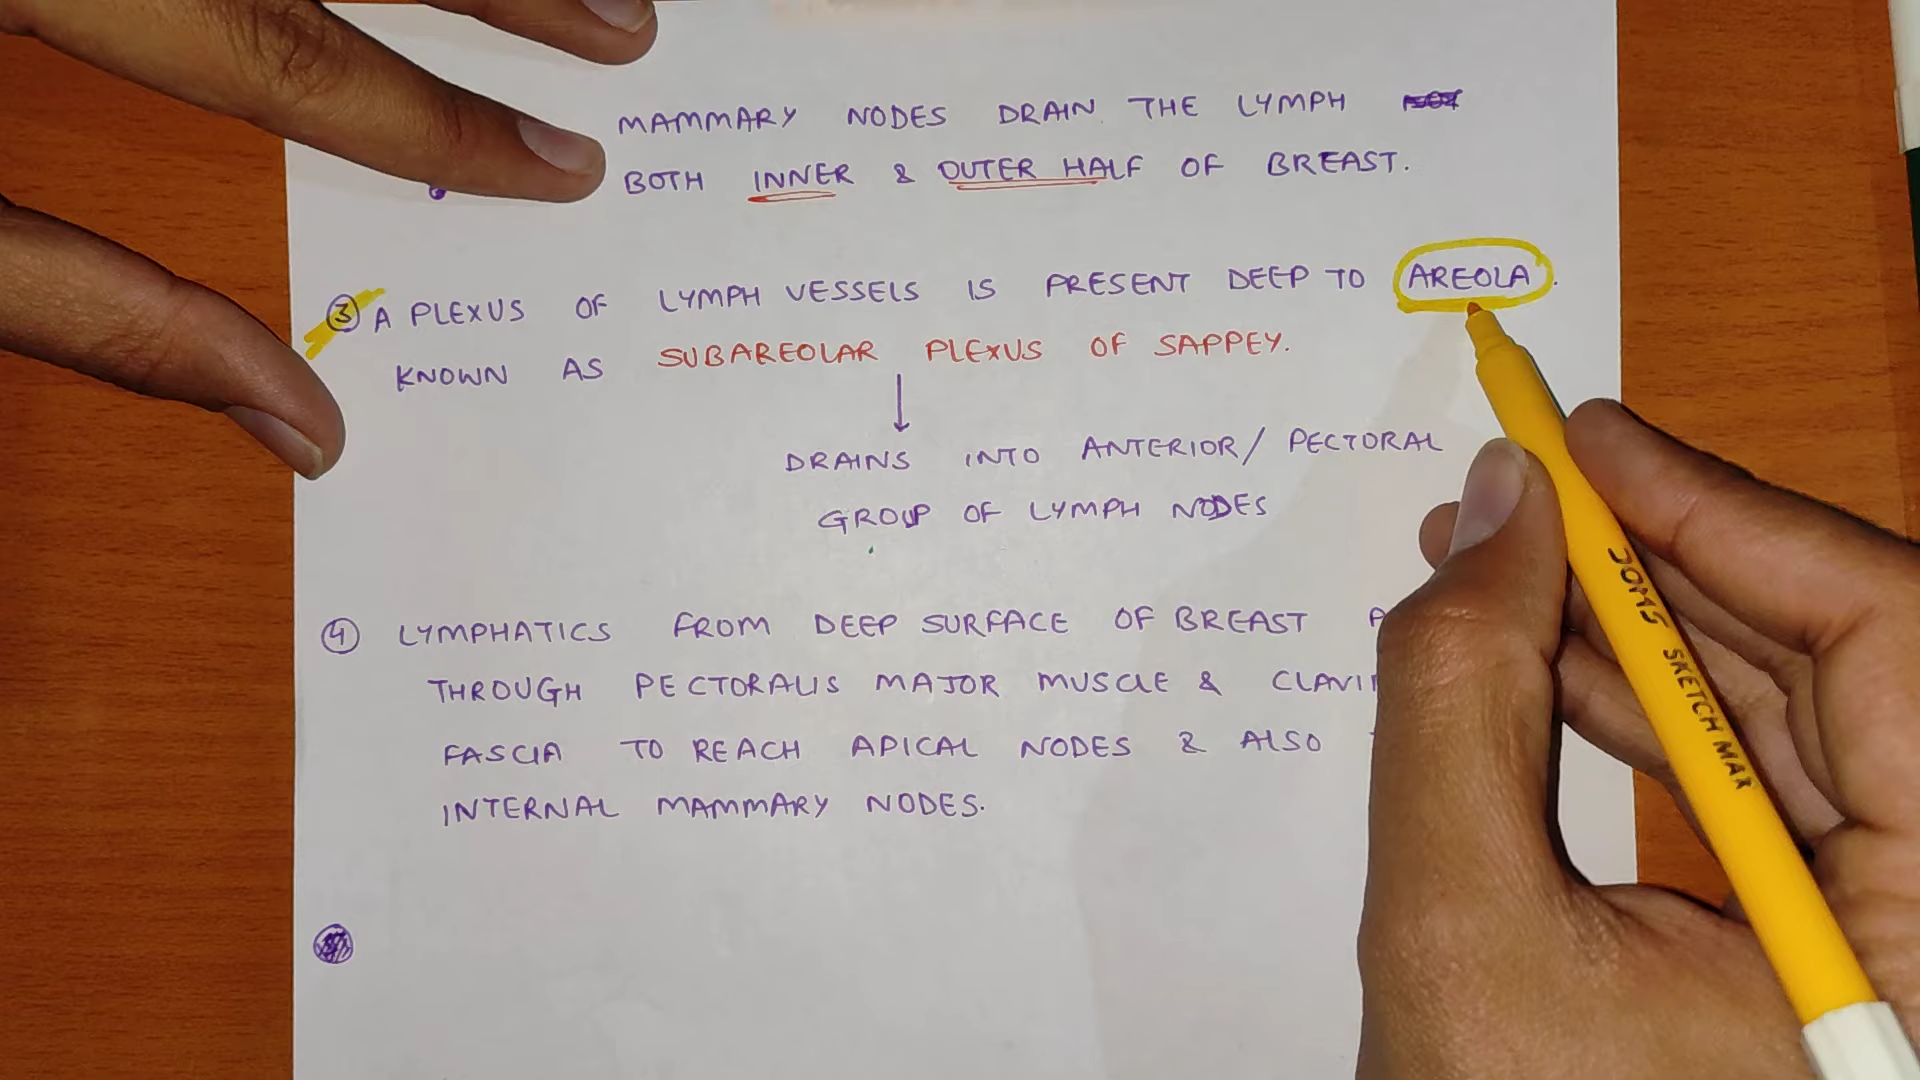 MAMMARY NODES DRAIN THE LYMPH
BOTH INNER & OUTER HALF OF BREAST.
③ A PLEXUS OF LYMPH VESSELS IS PRESENT DEEP TO AREOLA.
KNOWN AS SUBAREOLAR PLEXUS OF SAPPEY.
↓
DRAINS INTO ANTERIOR/ PECTORAL
GROUP OF LYMPH NODES
④ LYMPHATICS FROM DEEP SURFACE OF BREAST
THROUGH PECTORALIS MAJOR MUSCLE &
FASCIA TO REACH APICAL NODES & ALSO
INTERNAL MAMMARY NODES.
JOMS SKETCH MAX